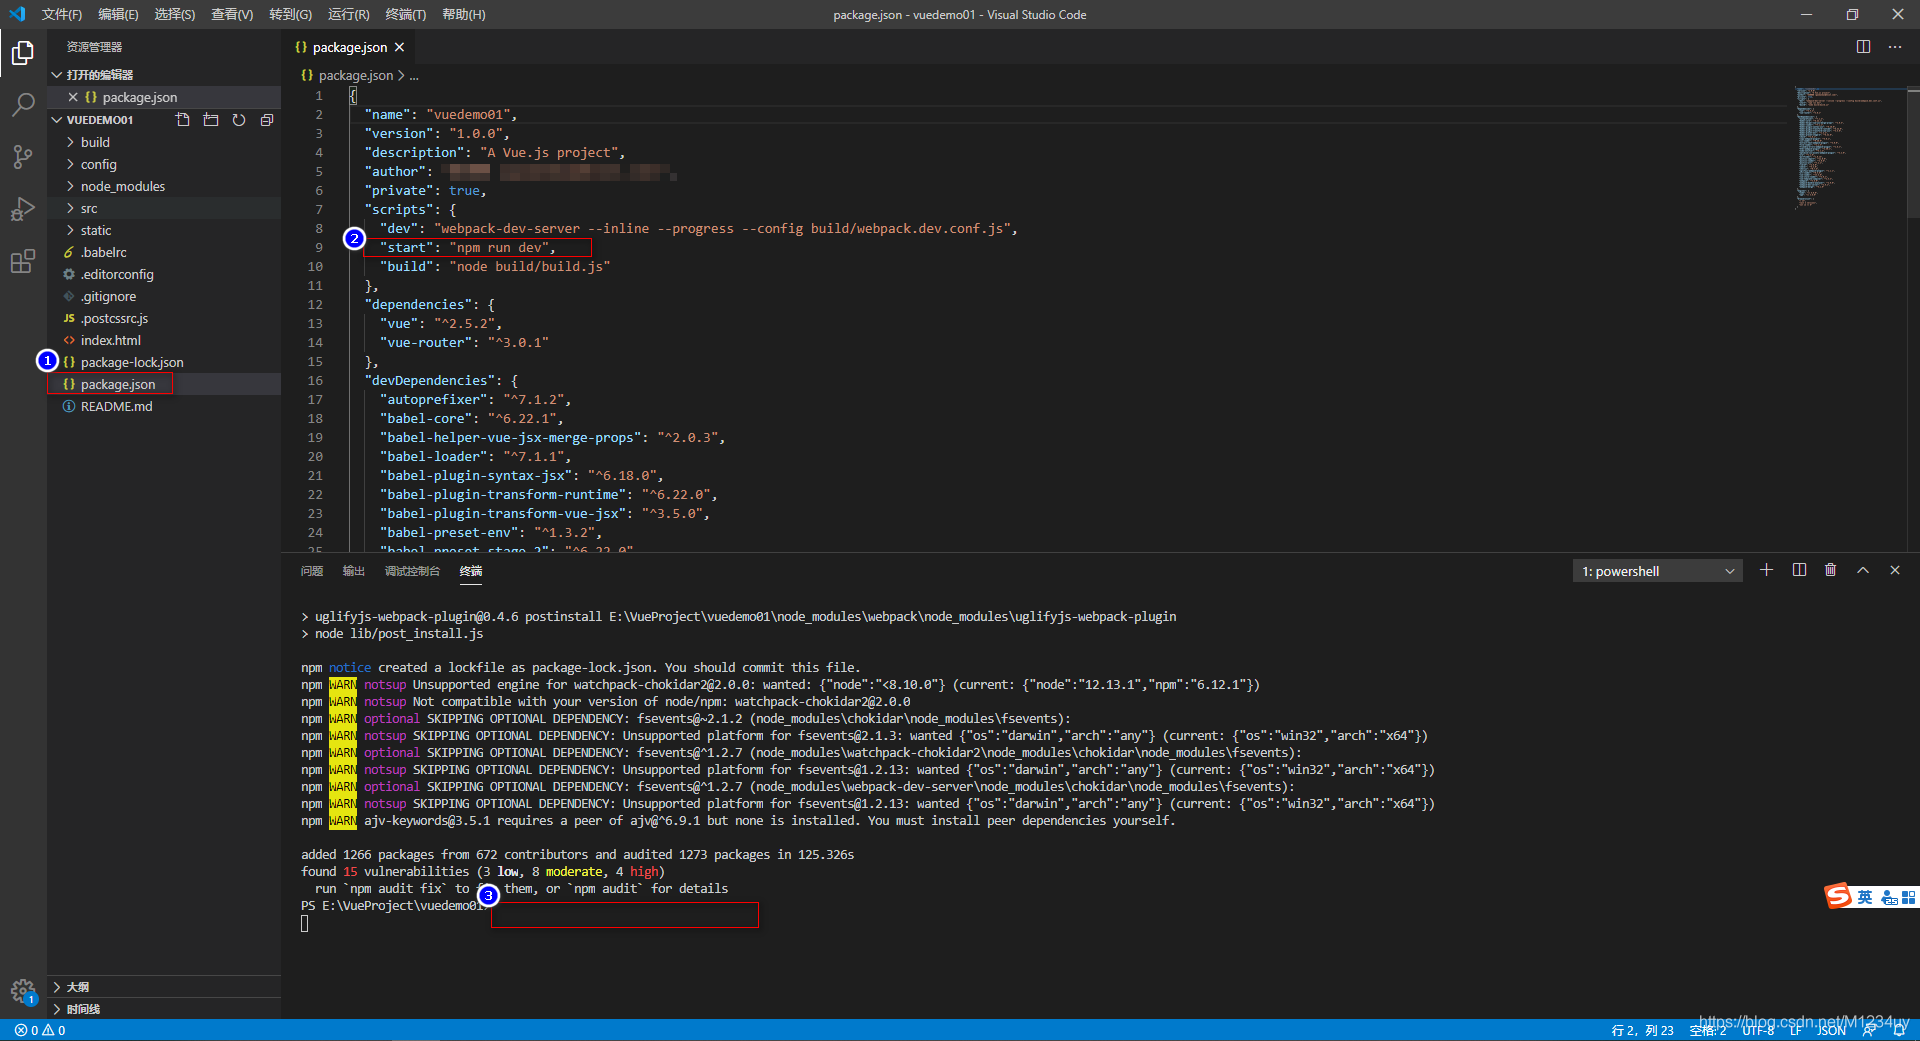 文件(F) 编辑(E) 选择(S) 查看(V) 转到(G) 运行(R) 终端(T) 帮助(H)
package.json - vuedemo01 - Visual Studio Code
资源管理器
打开的编辑器
package.json
VUEDEMO01
build
config
node_modules
src
static
.babelrc
.editorconfig
.gitignore
.postcssrc.js
index.html
1
package-lock.json
package.json
README.md
大纲
时间线
package.json
package.json > ...
1 {
2 "name": "vuedemo01",
3 "version": "1.0.0",
4 "description": "A Vue.js project",
5 "author":
6 "private": true,
7 "scripts": {
8 "dev": "webpack-dev-server --inline --progress --config build/webpack.dev.conf.js",
2
9 "start": "npm run dev",
10 "build": "node build/build.js"
11 },
12 "dependencies": {
13 "vue": "^2.5.2",
14 "vue-router": "^3.0.1"
15 },
16 "devDependencies": {
17 "autoprefixer": "^7.1.2",
18 "babel-core": "^6.22.1",
19 "babel-helper-vue-jsx-merge-props": "^2.0.3",
20 "babel-loader": "^7.1.1",
21 "babel-plugin-syntax-jsx": "^6.18.0",
22 "babel-plugin-transform-runtime": "^6.22.0",
23 "babel-plugin-transform-vue-jsx": "^3.5.0",
24 "babel-preset-env": "^1.3.2",
25 "babel-preset-stage-2": "^6.22.0"
问题 输出 调试控制台 终端
1: powershell
> uglifyjs-webpack-plugin@0.4.6 postinstall E:\VueProject\vuedemo01\node_modules\webpack\node_modules\uglifyjs-webpack-plugin
> node lib/post_install.js
npm notice created a lockfile as package-lock.json. You should commit this file.
npm WARN notsup Unsupported engine for watchpack-chokidar2@2.0.0: wanted: {"node":"<8.10.0"} (current: {"node":"12.13.1","npm":"6.12.1"})
npm WARN notsup Not compatible with your version of node/npm: watchpack-chokidar2@2.0.0
npm WARN optional SKIPPING OPTIONAL DEPENDENCY: fsevents@~2.1.2 (node_modules\chokidar\node_modules\fsevents):
npm WARN notsup SKIPPING OPTIONAL DEPENDENCY: Unsupported platform for fsevents@2.1.3: wanted {"os":"darwin","arch":"any"} (current: {"os":"win32","arch":"x64"})
npm WARN optional SKIPPING OPTIONAL DEPENDENCY: fsevents@^1.2.7 (node_modules\watchpack-chokidar2\node_modules\chokidar\node_modules\fsevents):
npm WARN notsup SKIPPING OPTIONAL DEPENDENCY: Unsupported platform for fsevents@1.2.13: wanted {"os":"darwin","arch":"any"} (current: {"os":"win32","arch":"x64"})
npm WARN optional SKIPPING OPTIONAL DEPENDENCY: fsevents@^1.2.7 (node_modules\webpack-dev-server\node_modules\chokidar\node_modules\fsevents):
npm WARN notsup SKIPPING OPTIONAL DEPENDENCY: Unsupported platform for fsevents@1.2.13: wanted {"os":"darwin","arch":"any"} (current: {"os":"win32","arch":"x64"})
npm WARN ajv-keywords@3.5.1 requires a peer of ajv@^6.9.1 but none is installed. You must install peer dependencies yourself.
added 1266 packages from 672 contributors and audited 1273 packages in 125.326s
found 15 vulnerabilities (3 low, 8 moderate, 4 high)
run `npm audit fix` to them, or `npm audit` for details
PS E:\VueProject\vuedemo01>
3
英
1
0 0
行 2, 列 23 空格: 2 UTF-8 LF JSON
https://blog.csdn.net/M1234uy